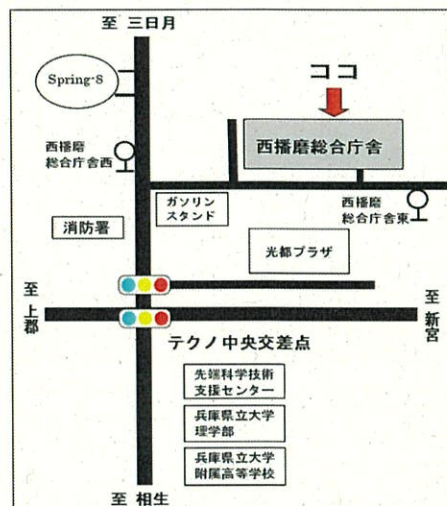 至 三日月
Spring-8
ココ
西播磨総合庁舎
西播磨
総合庁舎西
ガソリン
スタンド
西播磨
総合庁舎東
消防署
光都プラザ
至 上郡
至 新宮
テクノ中央交差点
先端科学技術
支援センター
兵庫県立大学
理学部
兵庫県立大学
附属高等学校
至 相生